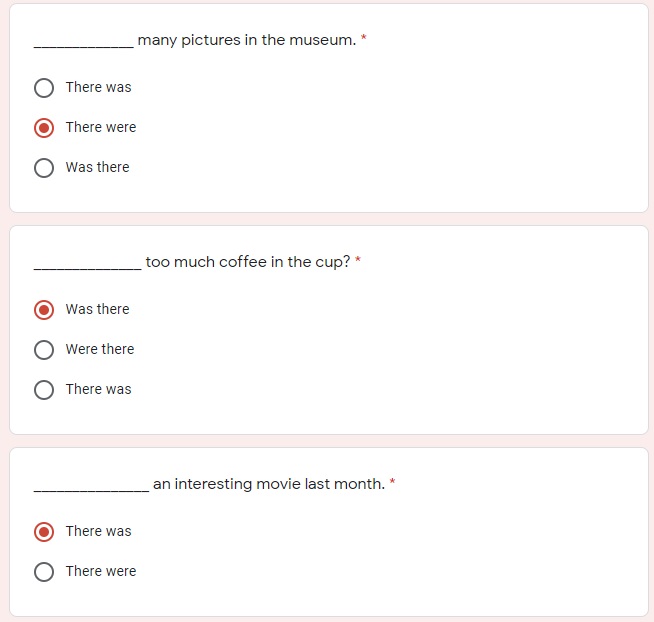 _____________ many pictures in the museum. *
There was
There were
Was there
______________ too much coffee in the cup? *
Was there
Were there
There was
_______________ an interesting movie last month. *
There was
There were